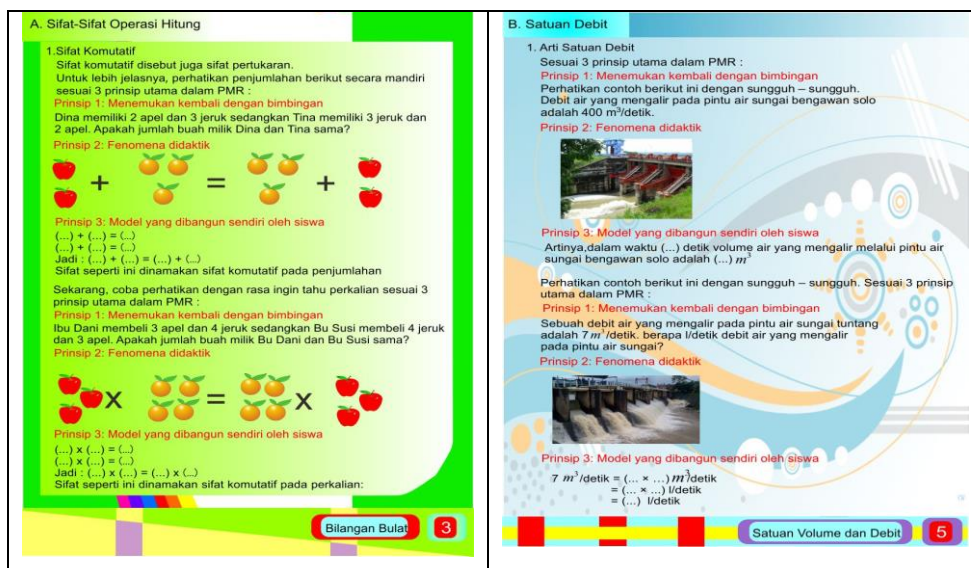 A. Sifat-Sifat Operasi Hitung
1.Sifat Komutatif
Sifat komutatif disebut juga sifat pertukaran.
Untuk lebih jelasnya, perhatikan penjumlahan berikut secara mandiri
sesuai 3 prinsip utama dalam PMR :
Prinsip 1: Menemukan kembali dengan bimbingan
Dina memiliki 2 apel dan 3 jeruk sedangkan Tina memiliki 3 jeruk dan
2 apel. Apakah jumlah buah milik Dina dan Tina sama?
Prinsip 2: Fenomena didaktik
+ = +
Prinsip 3: Model yang dibangun sendiri oleh siswa
(...) + (...) = (...)
(...) + (...) = (...)
Jadi : (...) + (...) = (...) + (...)
Sifat seperti ini dinamakan sifat komutatif pada penjumlahan
Sekarang, coba perhatikan dengan rasa ingin tahu perkalian sesuai 3
prinsip utama dalam PMR :
Prinsip 1: Menemukan kembali dengan bimbingan
Ibu Dani membeli 3 apel dan 4 jeruk sedangkan Bu Susi membeli 4 jeruk
dan 3 apel. Apakah jumlah buah milik Bu Dani dan Bu Susi sama?
Prinsip 2: Fenomena didaktik
x = x
Prinsip 3: Model yang dibangun sendiri oleh siswa
(...) x (...) = (...)
(...) x (...) = (...)
Jadi : (...) x (...) = (...) x (...)
Sifat seperti ini dinamakan sifat komutatif pada perkalian:
Bilangan Bulat 3
B. Satuan Debit
1. Arti Satuan Debit
Sesuai 3 prinsip utama dalam PMR :
Prinsip 1: Menemukan kembali dengan bimbingan
Perhatikan contoh berikut ini dengan sungguh – sungguh.
Debit air yang mengalir pada pintu air sungai bengawan solo
adalah 400 m³/detik.
Prinsip 2: Fenomena didaktik
Prinsip 3: Model yang dibangun sendiri oleh siswa
Artinya,dalam waktu (...) detik volume air yang mengalir melalui pintu air
sungai bengawan solo adalah (...) m³
Perhatikan contoh berikut ini dengan sungguh – sungguh. Sesuai 3 prinsip
utama dalam PMR :
Prinsip 1: Menemukan kembali dengan bimbingan
Sebuah debit air yang mengalir pada pintu air sungai tuntang
adalah 7 m³/detik. berapa l/detik debit air yang mengalir
pada pintu air sungai?
Prinsip 2: Fenomena didaktik
Prinsip 3: Model yang dibangun sendiri oleh siswa
7 m³/detik = (... × ...) m³/detik
= (... × ...) l/detik
= (...) l/detik
Satuan Volume dan Debit 5